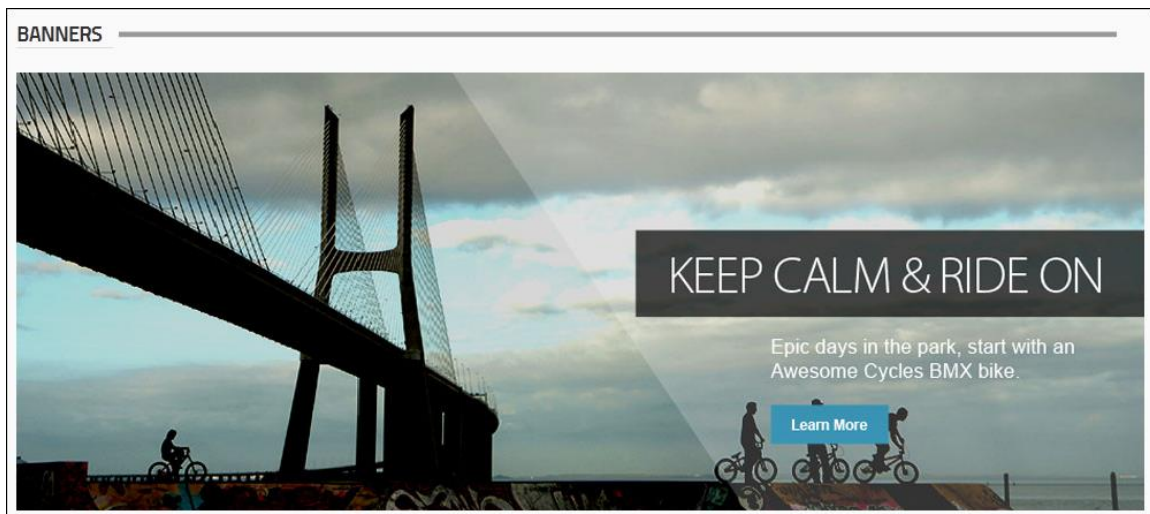 BANNERS
KEEP CALM & RIDE ON
Epic days in the park, start with an
Awesome Cycles BMX bike.
Learn More